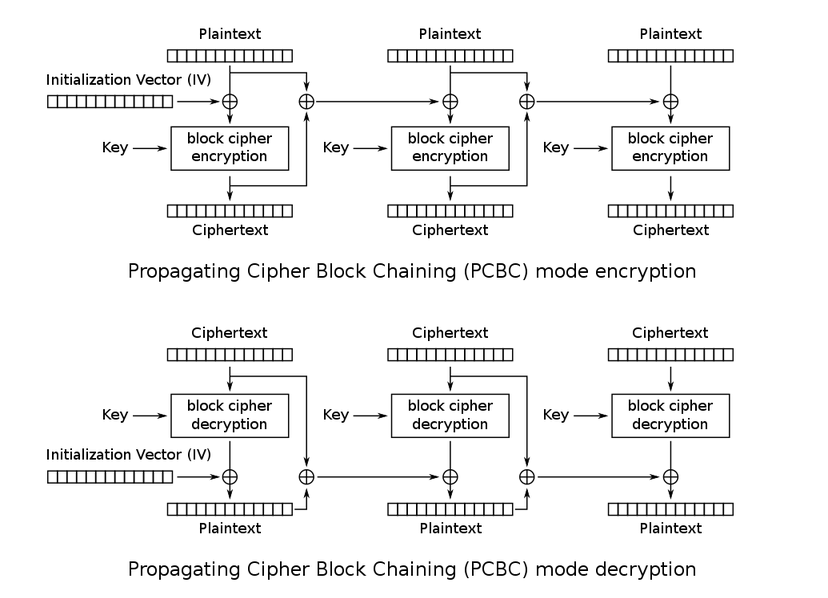 Plaintext Plaintext Plaintext
Initialization Vector (IV)
Key block cipher encryption Key block cipher encryption Key block cipher encryption
Ciphertext Ciphertext Ciphertext
Propagating Cipher Block Chaining (PCBC) mode encryption
Ciphertext Ciphertext Ciphertext
Key block cipher decryption Key block cipher decryption Key block cipher decryption
Initialization Vector (IV)
Plaintext Plaintext Plaintext
Propagating Cipher Block Chaining (PCBC) mode decryption